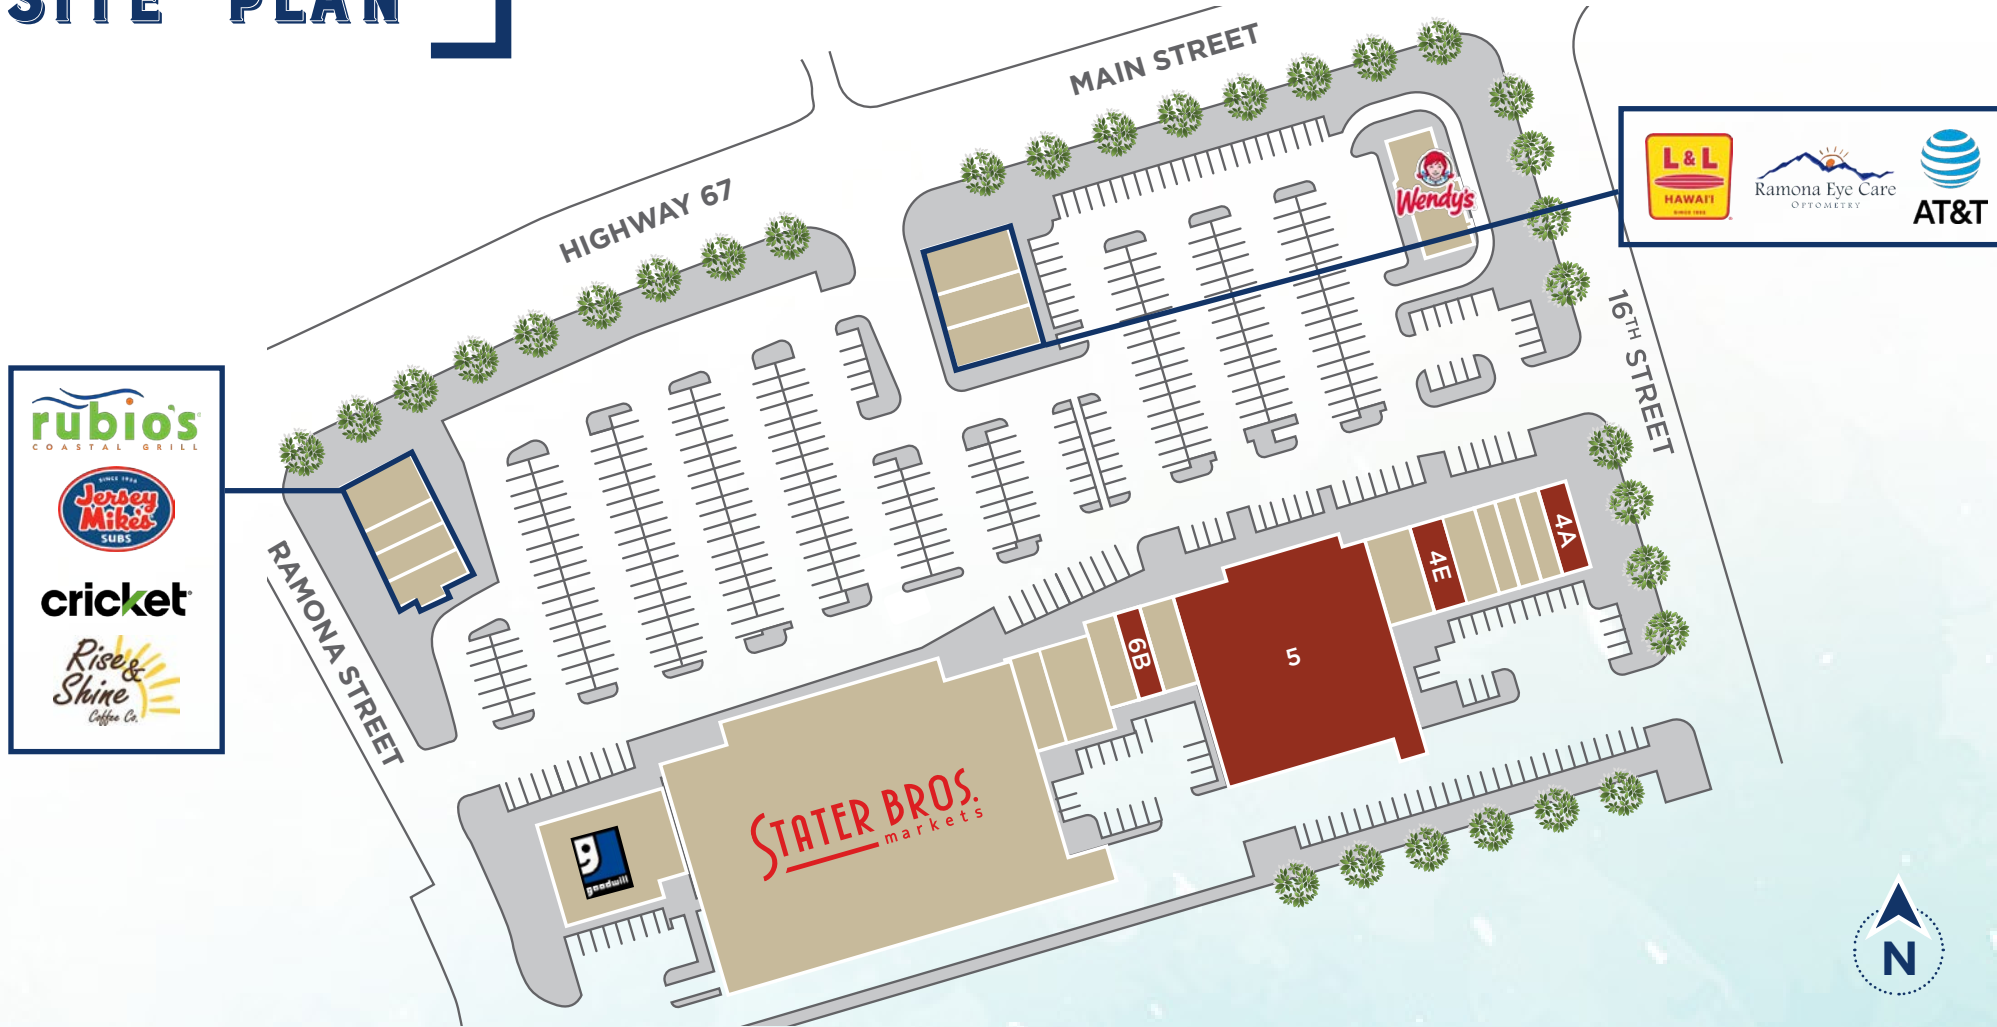 SITE PLAN
MAIN STREET
HIGHWAY 67
Wendy's
L&L
HAWAI'I
SINCE 1952
Ramona Eye Care
OPTOMETRY
AT&T
16TH STREET
rubio's
COASTAL GRILL
SINCE 1956
Jersey
Mike's
SUBS
cricket
Rise &
Shine
Coffee Co.
RAMONA STREET
4A
4E
6B
5
STATER BROS.
markets
g
goodwill
N